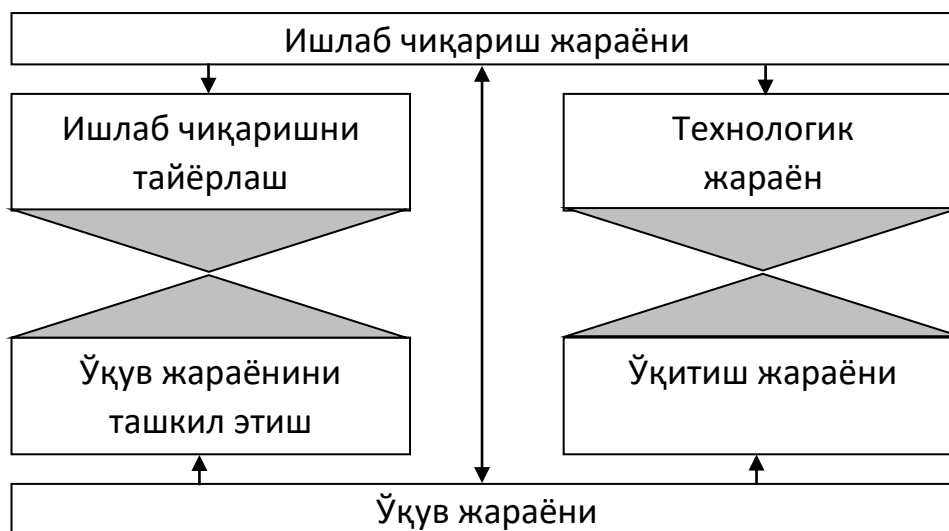 Ишлаб чиқариш жараёни
Ишлаб чиқаришни
тайёрлаш
Технологик
жараён
Ўқув жараёнини
ташкил этиш
Ўқитиш жараёни
Ўқув жараёни